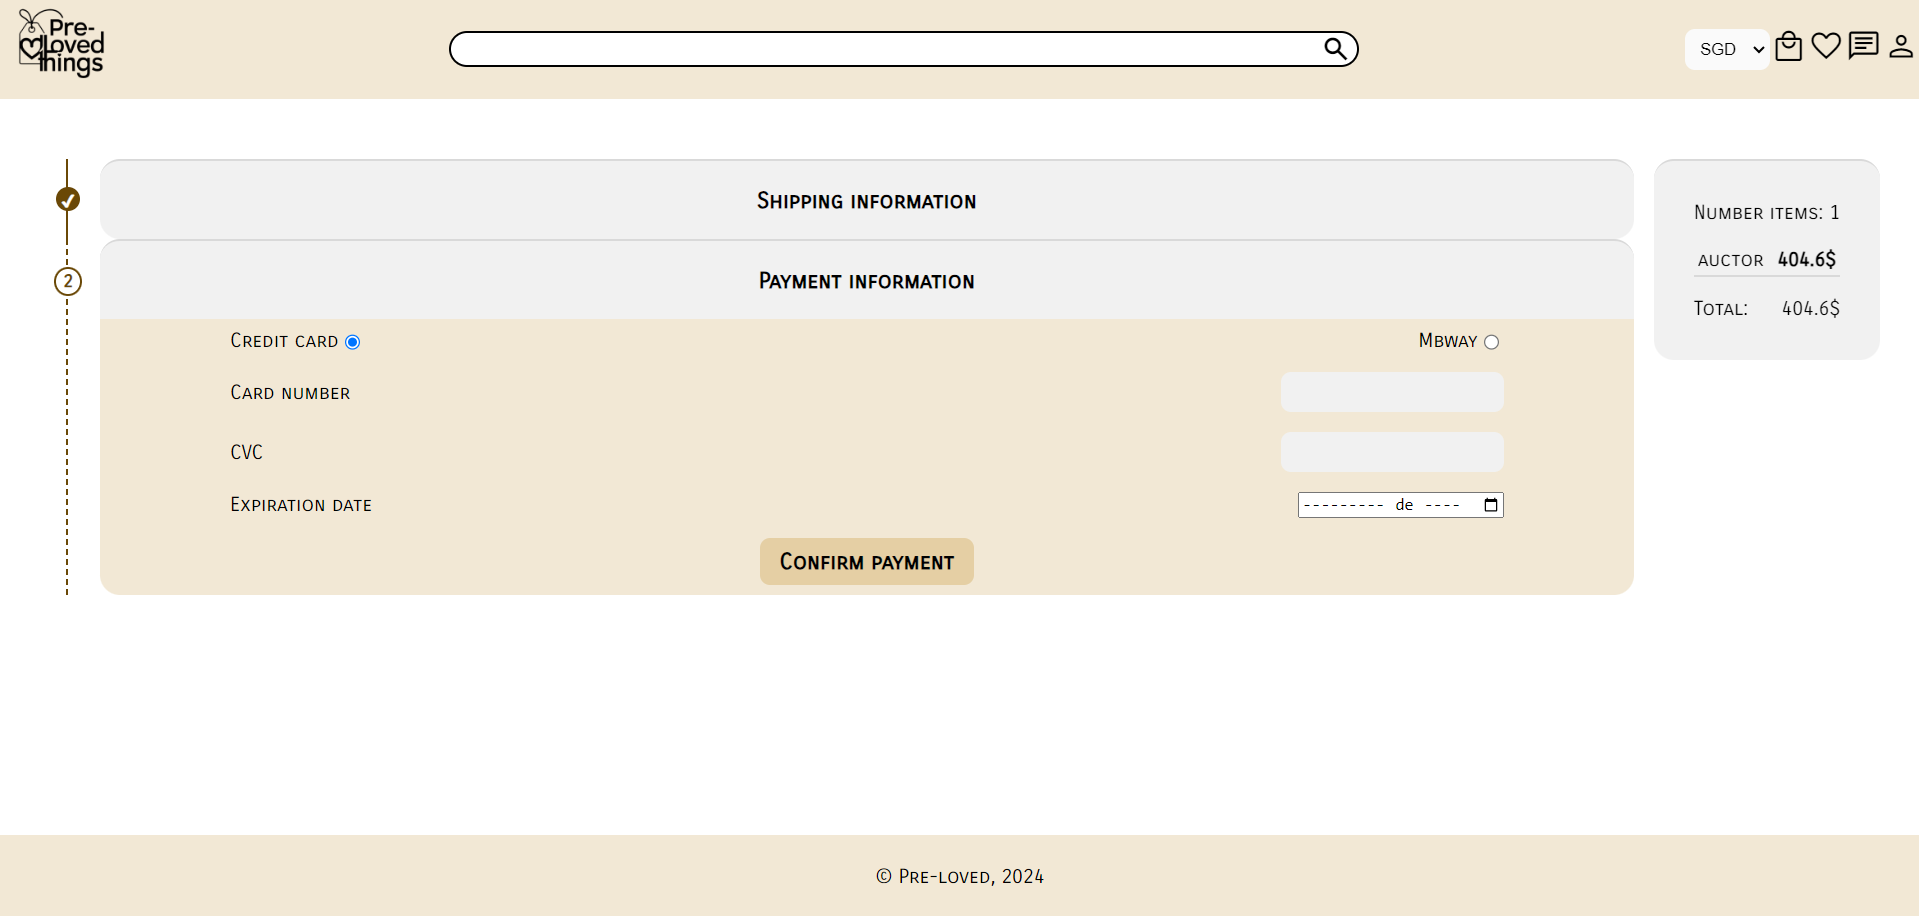 Pre-
loved
things
SGD
Shipping information
Number items: 1
auctor 404.6$
Total: 404.6$
2
Payment information
Credit card
Mbway
Card number
CVC
Expiration date
--------- de ----
Confirm payment
© Pre-loved, 2024